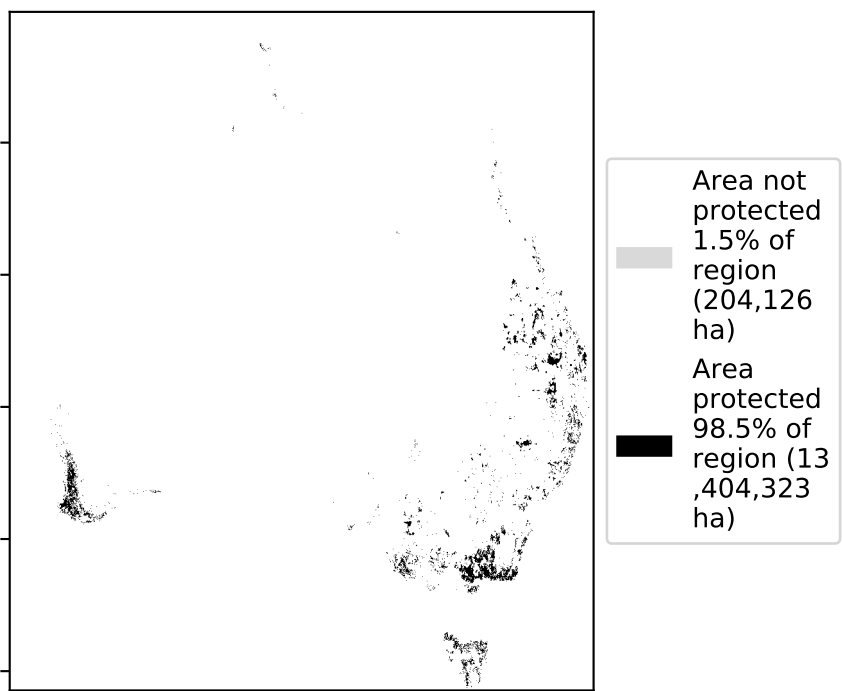 Area not
protected
1.5% of
region
(204,126
ha)
Area
protected
98.5% of
region (13
,404,323
ha)